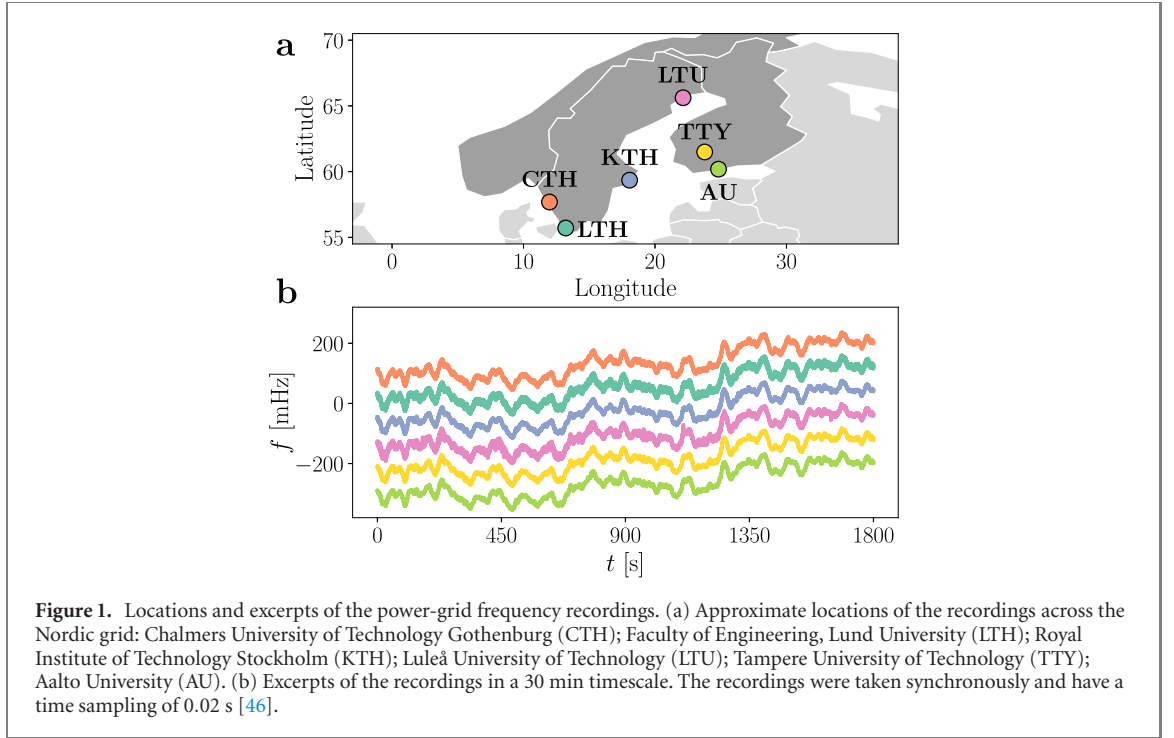 a
70
65
60
55
Latitude
LTU
TTY
KTH
CTH
AU
LTH
0 10 20 30
Longitude
b
200
0
−200
f [mHz]
0 450 900 1350 1800
t [s]
Figure 1. Locations and excerpts of the power-grid frequency recordings. (a) Approximate locations of the recordings across the
Nordic grid: Chalmers University of Technology Gothenburg (CTH); Faculty of Engineering, Lund University (LTH); Royal
Institute of Technology Stockholm (KTH); Luleå University of Technology (LTU); Tampere University of Technology (TTY);
Aalto University (AU). (b) Excerpts of the recordings in a 30 min timescale. The recordings were taken synchronously and have a
time sampling of 0.02 s [46].